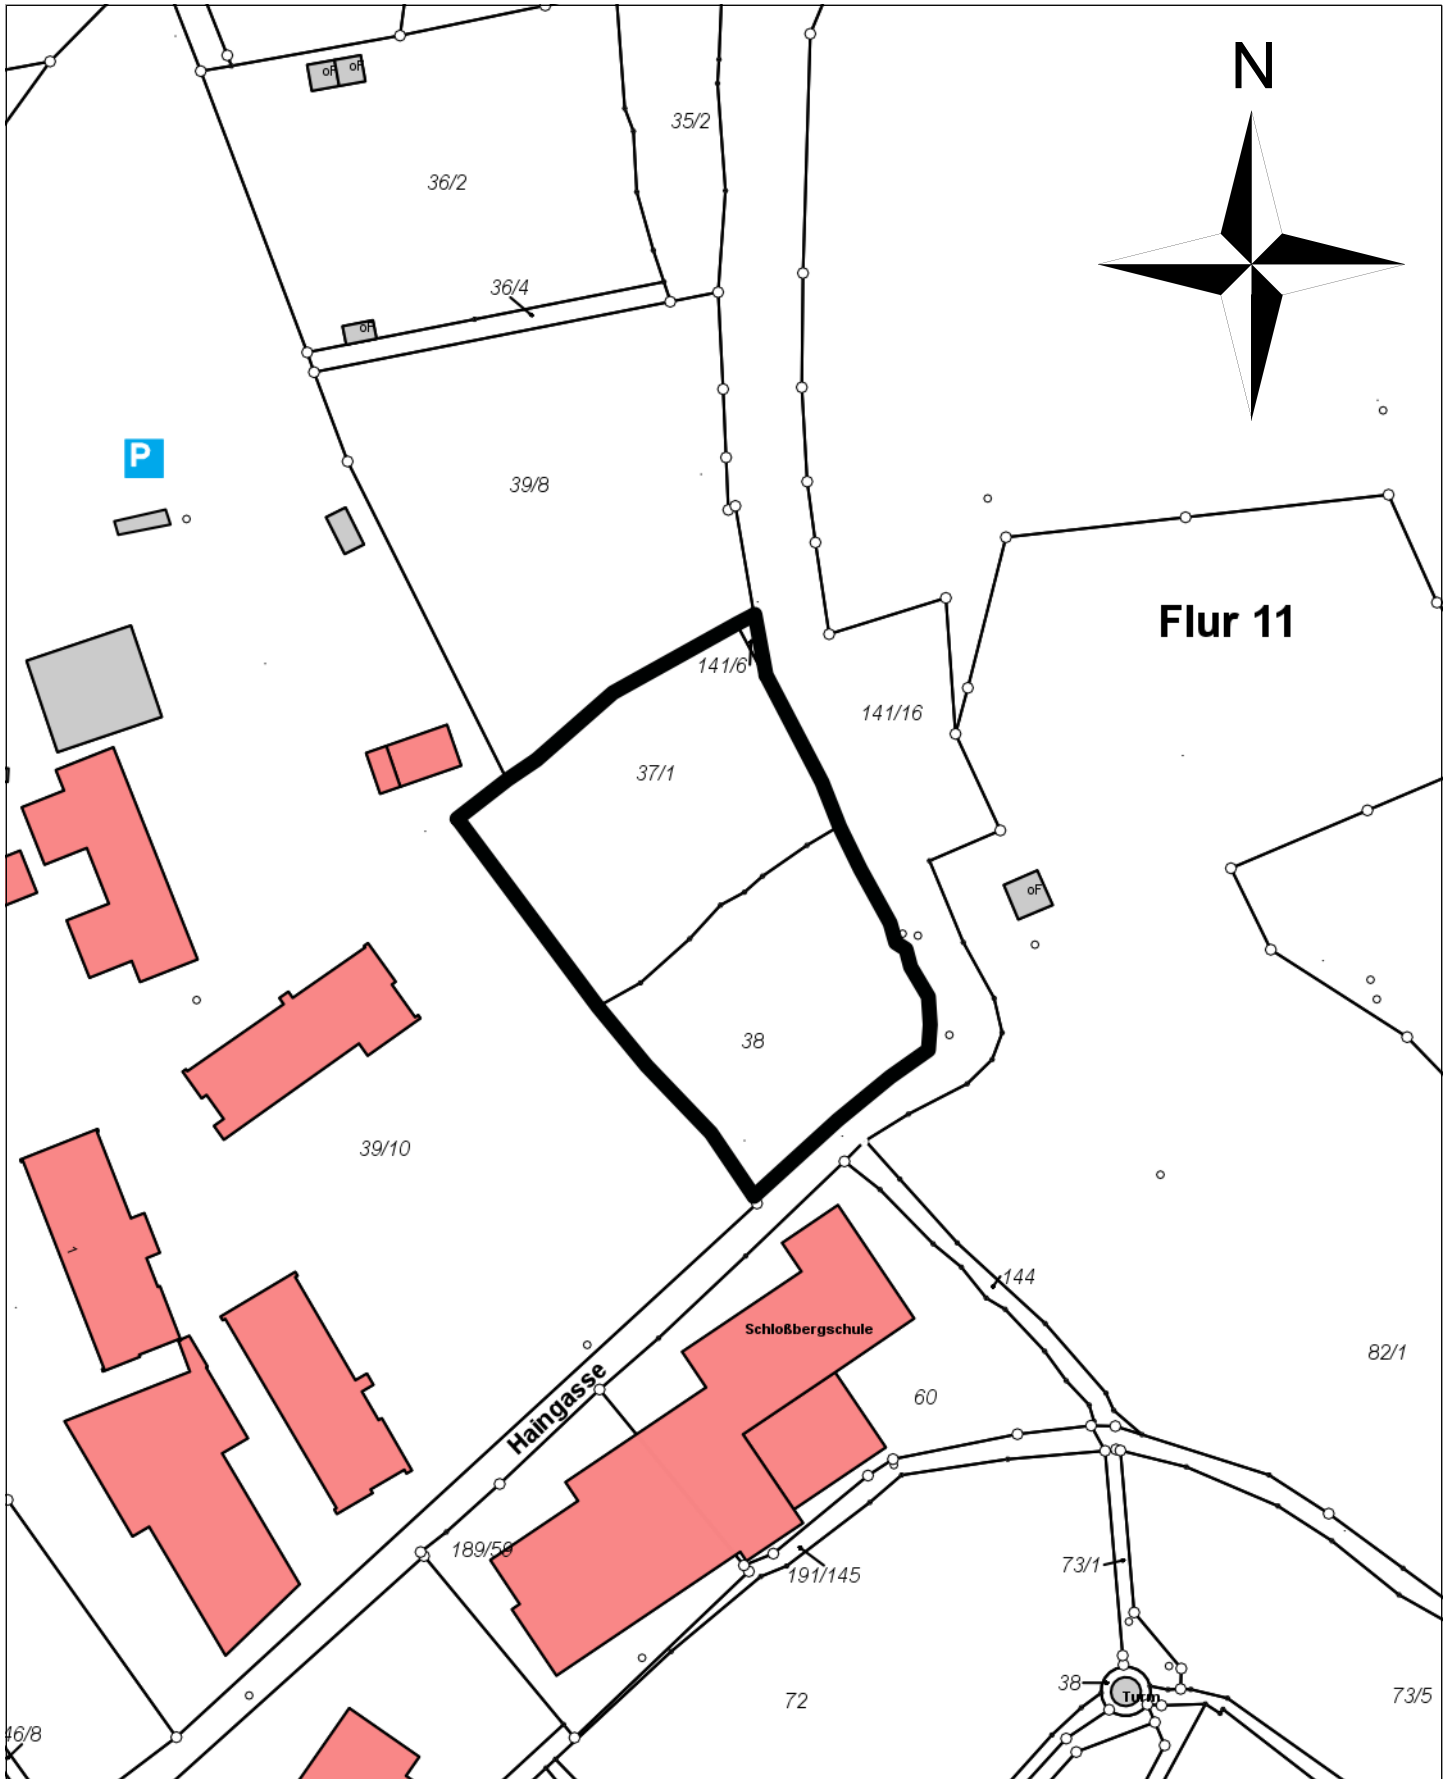 N
oF
oF
35/2
36/2
36/4
oF
P
39/8
Flur 11
141/6
141/16
37/1
oF
38
39/10
1
144
Schloßbergschule
82/1
Haingasse
60
189/59
191/145
73/1
38
Turm
72
73/5
46/8